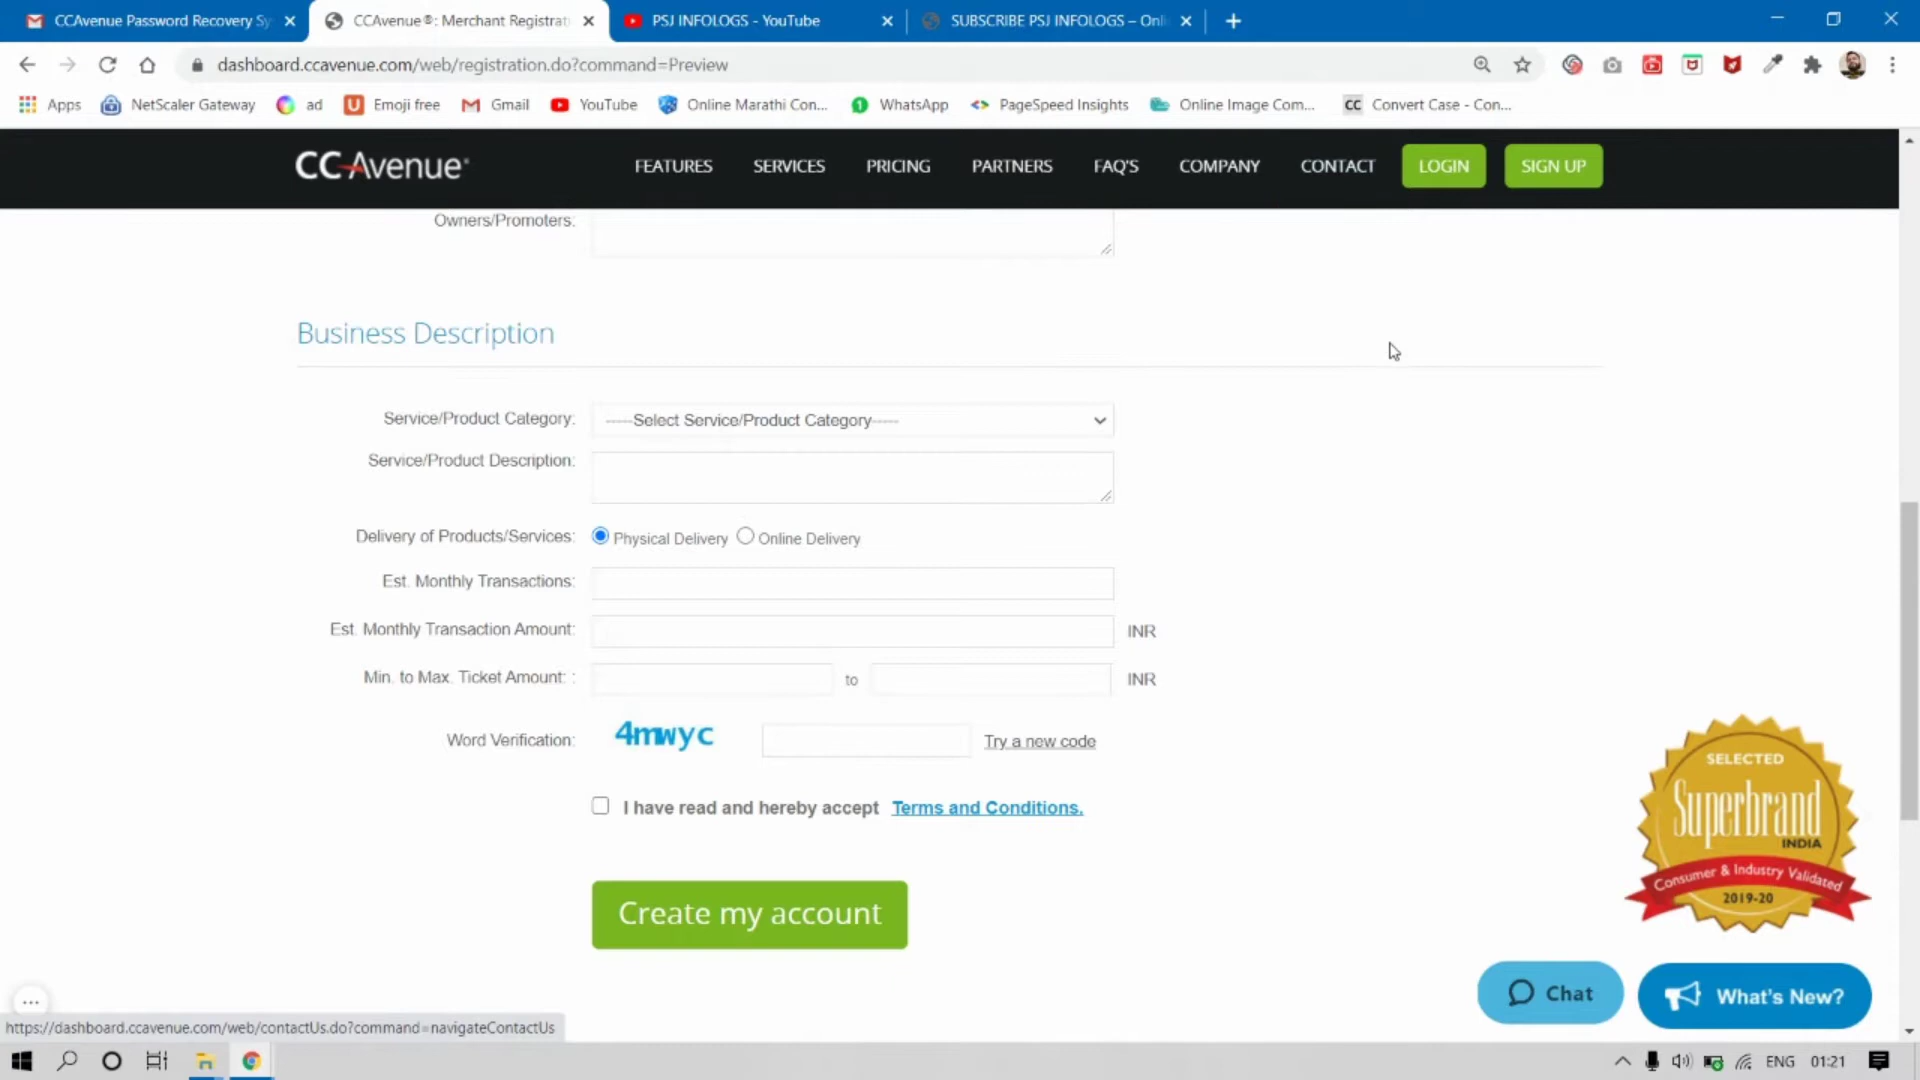 CCAvenue Password Recovery Sy
CCAvenue®: Merchant Registrati
PSJ INFOLOGS - YouTube
SUBSCRIBE PSJ INFOLOGS – Onli
dashboard.ccavenue.com/web/registration.do?command=Preview
Apps
NetScaler Gateway
ad
Emoji free
Gmail
YouTube
Online Marathi Con...
WhatsApp
PageSpeed Insights
Online Image Com...
CC Convert Case - Con...
CCAvenue®
FEATURES
SERVICES
PRICING
PARTNERS
FAQ'S
COMPANY
CONTACT
LOGIN
SIGN UP
Owners/Promoters:
Business Description
Service/Product Category:
-----Select Service/Product Category-----
Service/Product Description:
Delivery of Products/Services:
Physical Delivery
Online Delivery
Est. Monthly Transactions:
Est. Monthly Transaction Amount:
INR
Min. to Max. Ticket Amount: :
to
INR
Word Verification:
4mwyc
Try a new code
I have read and hereby accept Terms and Conditions.
Create my account
SELECTED
Superbrand
INDIA
Consumer & Industry Validated
2019-20
Chat
What's New?
https://dashboard.ccavenue.com/web/contactUs.do?command=navigateContactUs
ENG
01:21